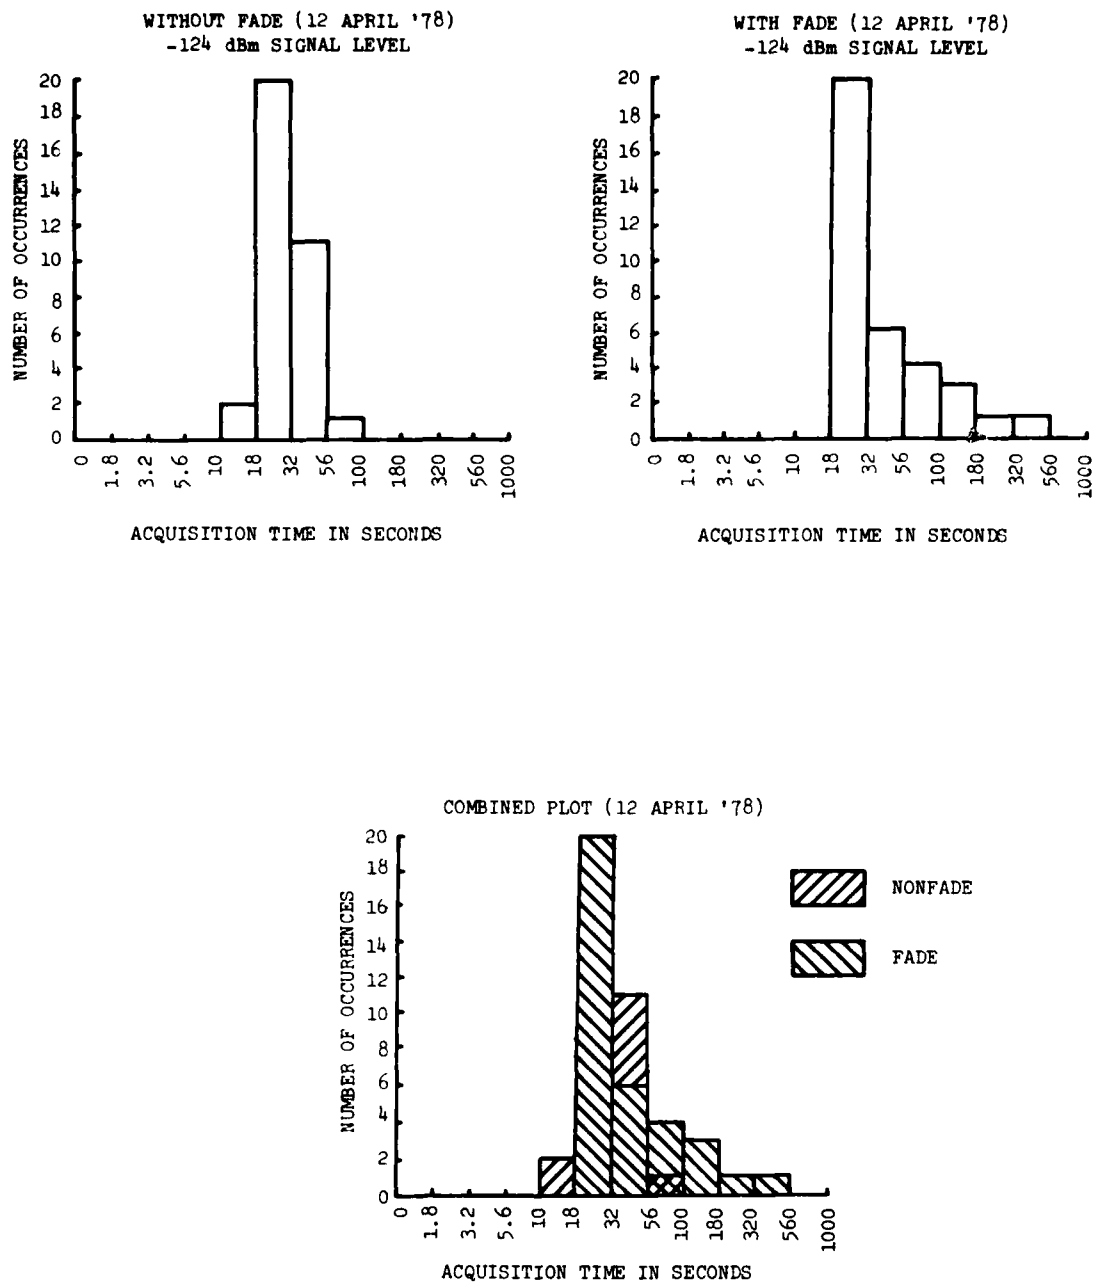 WITHOUT FADE (12 APRIL '78)
-124 dBm SIGNAL LEVEL
NUMBER OF OCCURRENCES
20
18
16
14
12
10
8
6
4
2
0
0 1.8 3.2 5.6 10 18 32 56 100 180 320 560 1000
ACQUISITION TIME IN SECONDS
WITH FADE (12 APRIL '78)
-124 dBm SIGNAL LEVEL
NUMBER OF OCCURRENCES
20
18
16
14
12
10
8
6
4
2
0
0 1.8 3.2 5.6 10 18 32 56 100 180 320 560 1000
ACQUISITION TIME IN SECONDS
COMBINED PLOT (12 APRIL '78)
NUMBER OF OCCURRENCES
20
18
16
14
12
10
8
6
4
2
0
0 1.8 3.2 5.6 10 18 32 56 100 180 320 560 1000
ACQUISITION TIME IN SECONDS
NONFADE
FADE